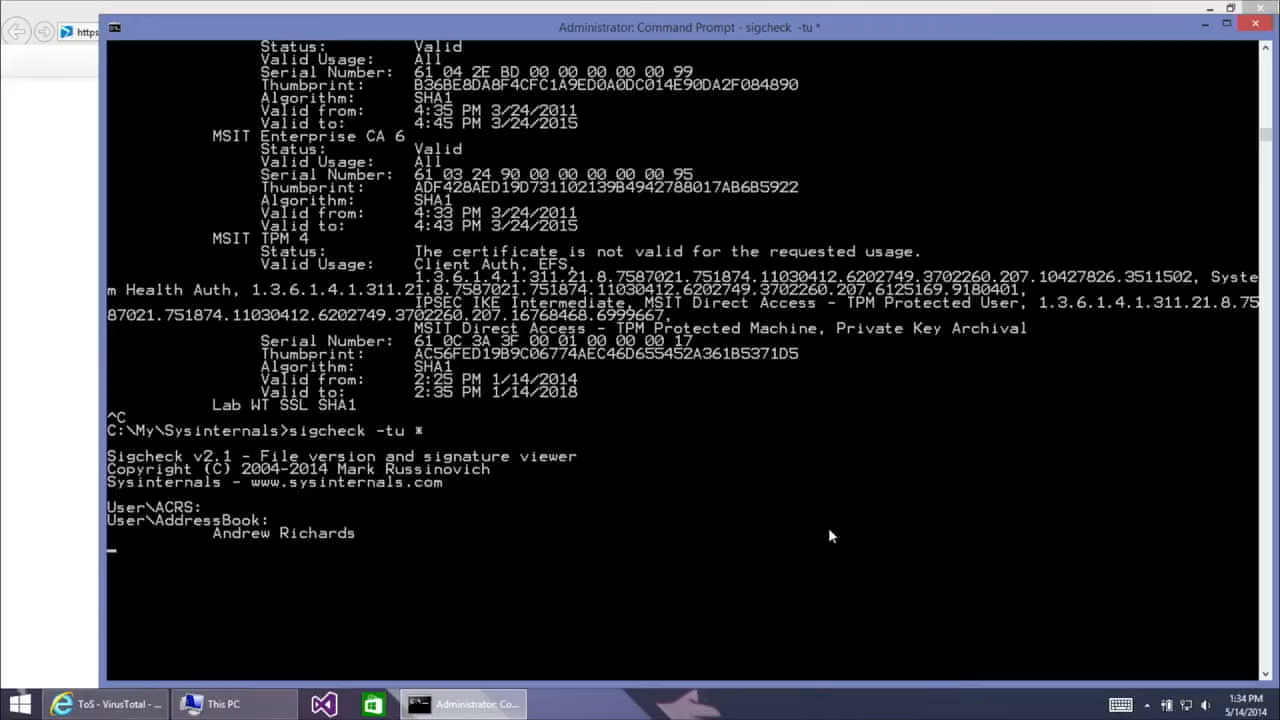 Administrator: Command Prompt - sigcheck -tu *
https
Status: Valid
Valid Usage: All
Serial Number: 61 04 2E BD 00 00 00 00 00 99
Thumbprint: B36BE8DA8F4CFC1A9ED0A0DC014E90DA2F084890
Algorithm: SHA1
Valid from: 4:35 PM 3/24/2011
Valid to: 4:45 PM 3/24/2015
MSIT Enterprise CA 6
Status: Valid
Valid Usage: All
Serial Number: 61 03 24 90 00 00 00 00 00 95
Thumbprint: ADF428AED19D731102139B4942788017AB6B5922
Algorithm: SHA1
Valid from: 4:33 PM 3/24/2011
Valid to: 4:43 PM 3/24/2015
MSIT TPM 4
Status: The certificate is not valid for the requested usage.
Valid Usage: Client Auth, EFS,
1.3.6.1.4.1.311.21.8.7587021.751874.11030412.6202749.3702260.207.10427826.3511502, Syste
m Health Auth, 1.3.6.1.4.1.311.21.8.7587021.751874.11030412.6202749.3702260.207.6125169.9180401,
IPSEC IKE Intermediate, MSIT Direct Access - TPM Protected User, 1.3.6.1.4.1.311.21.8.75
87021.751874.11030412.6202749.3702260.207.16768468.6999667,
MSIT Direct Access - TPM Protected Machine, Private Key Archival
Serial Number: 61 0C 3A 3F 00 01 00 00 00 17
Thumbprint: AC56FED19B9C06774AEC46D655452A361B5371D5
Algorithm: SHA1
Valid from: 2:25 PM 1/14/2014
Valid to: 2:35 PM 1/14/2018
Lab WT SSL SHA1
^C
C:\My\Sysinternals>sigcheck -tu *
Sigcheck v2.1 - File version and signature viewer
Copyright (C) 2004-2014 Mark Russinovich
Sysinternals - www.sysinternals.com
User\ACRS:
User\AddressBook:
Andrew Richards
ToS - VirusTotal - ...
This PC
Administrator: Co...
1:34 PM
5/14/2014